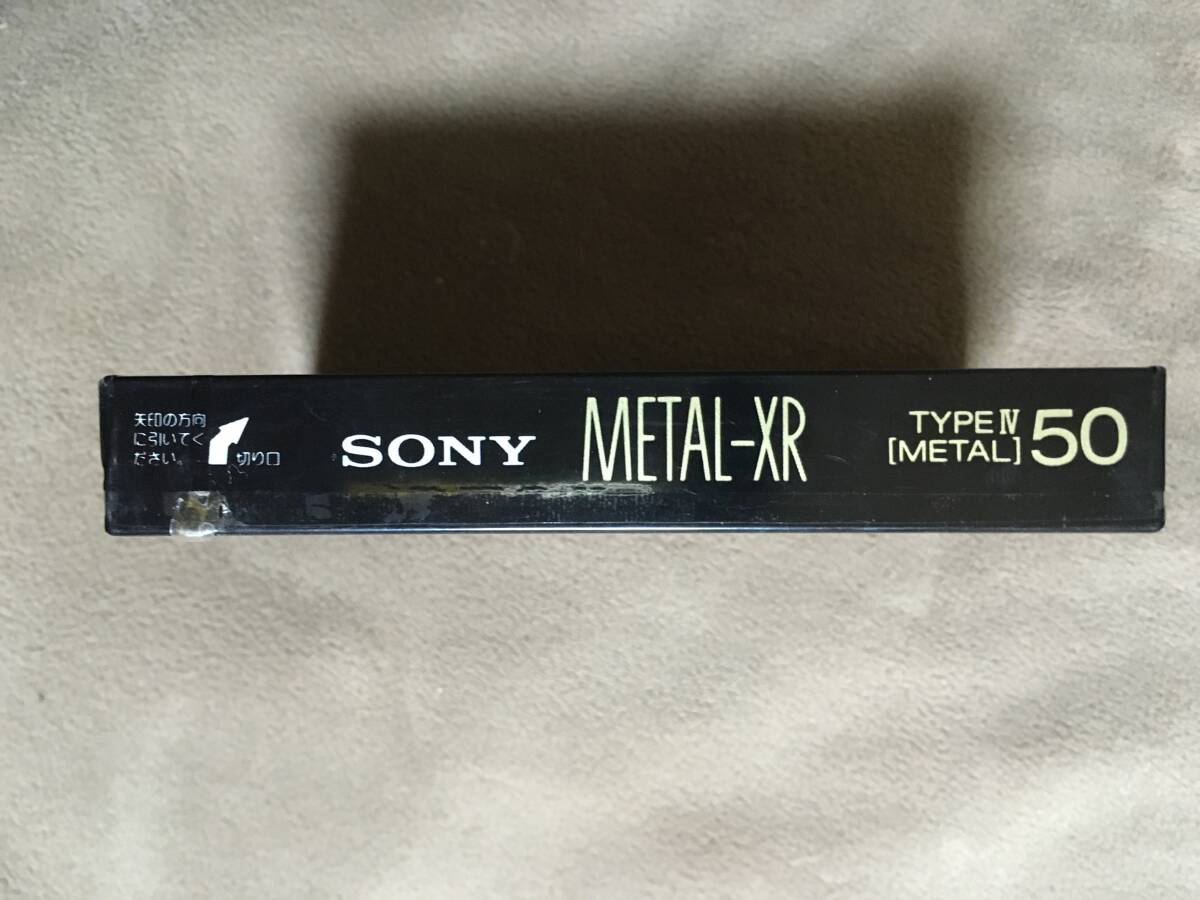 矢印の方向
に引いてく
ださい。
切り口
SONY
METAL-XR
TYPE IV
[METAL]
50